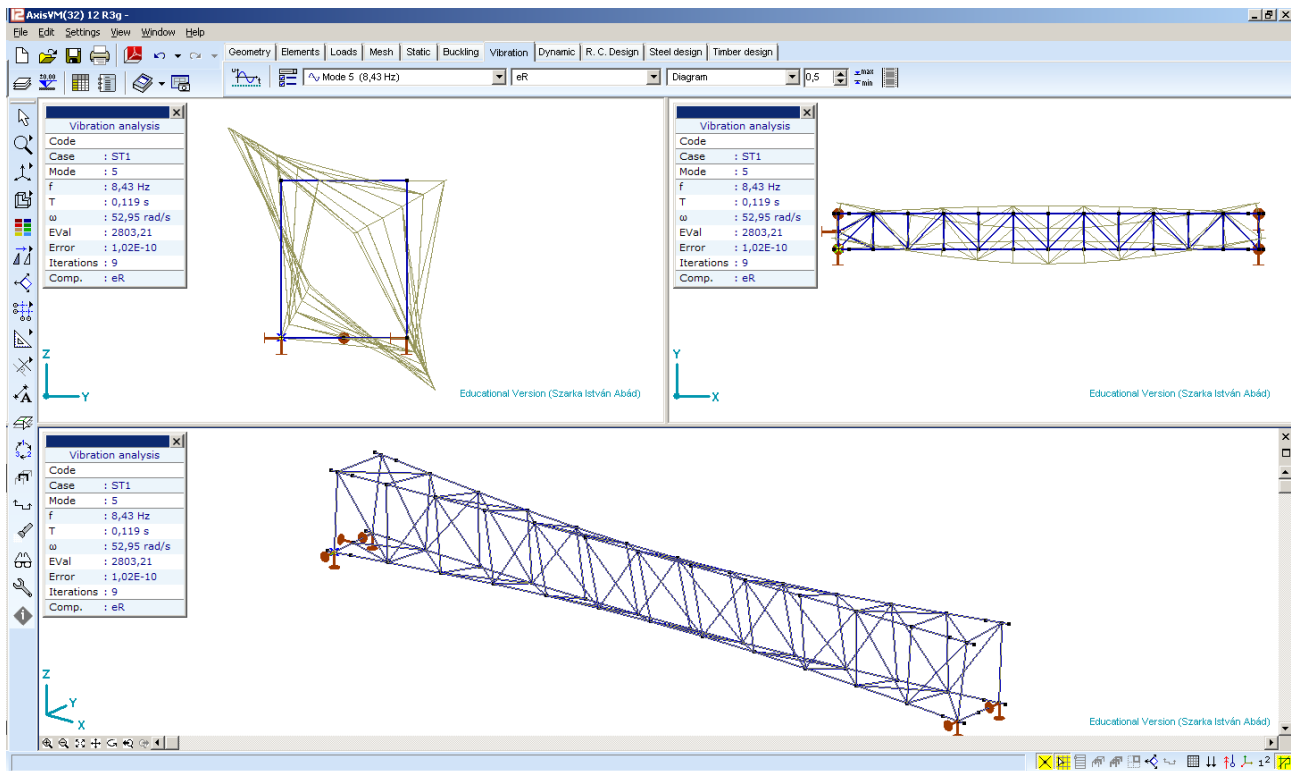 AxisVM(32) 12 R3g -
File Edit Settings View Window Help
Geometry Elements Loads Mesh Static Buckling Vibration Dynamic R. C. Design Steel design Timber design
Mode 5 (8,43 Hz) eR Diagram 0,5 max
min
Vibration analysis
Code
Case : ST1
Mode : 5
f : 8,43 Hz
T : 0,119 s
ω : 52,95 rad/s
EVal : 2803,21
Error : 1,02E-10
Iterations : 9
Comp. : eR
Z
Y
Educational Version (Szarka István Abád)
Vibration analysis
Code
Case : ST1
Mode : 5
f : 8,43 Hz
T : 0,119 s
ω : 52,95 rad/s
EVal : 2803,21
Error : 1,02E-10
Iterations : 9
Comp. : eR
Y
X
Educational Version (Szarka István Abád)
Vibration analysis
Code
Case : ST1
Mode : 5
f : 8,43 Hz
T : 0,119 s
ω : 52,95 rad/s
EVal : 2803,21
Error : 1,02E-10
Iterations : 9
Comp. : eR
Z
Y
X
Educational Version (Szarka István Abád)